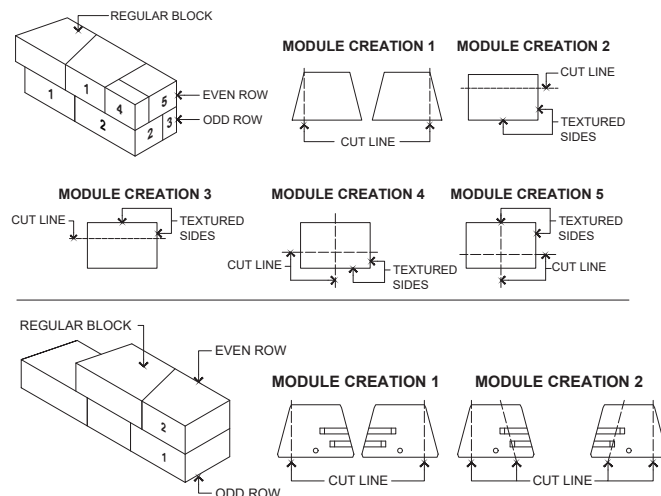 REGULAR BLOCK
1
1
4
5
1
2
2
3
EVEN ROW
ODD ROW
MODULE CREATION 1
CUT LINE
MODULE CREATION 2
CUT LINE
TEXTURED
SIDES
MODULE CREATION 3
CUT LINE
TEXTURED
SIDES
MODULE CREATION 4
CUT LINE
TEXTURED
SIDES
MODULE CREATION 5
TEXTURED
SIDES
CUT LINE
REGULAR BLOCK
EVEN ROW
2
1
ODD ROW
MODULE CREATION 1
CUT LINE
MODULE CREATION 2
CUT LINE